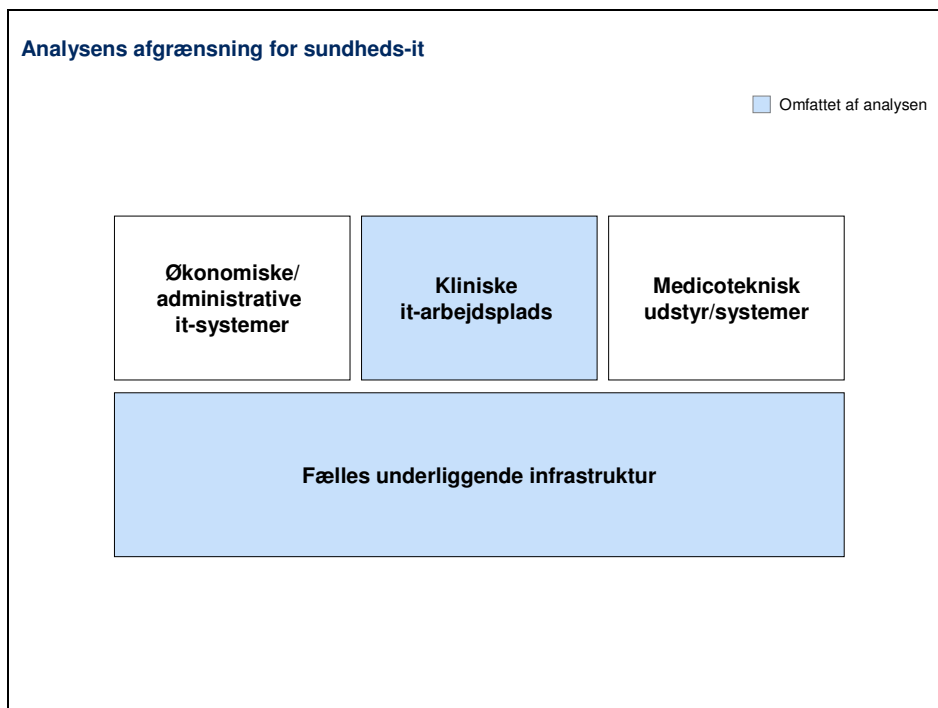 Analysens afgrænsning for sundheds-it
Omfattet af analysen
Økonomiske/
administrative
it-systemer
Kliniske
it-arbejdsplads
Medicoteknisk
udstyr/systemer
Fælles underliggende infrastruktur